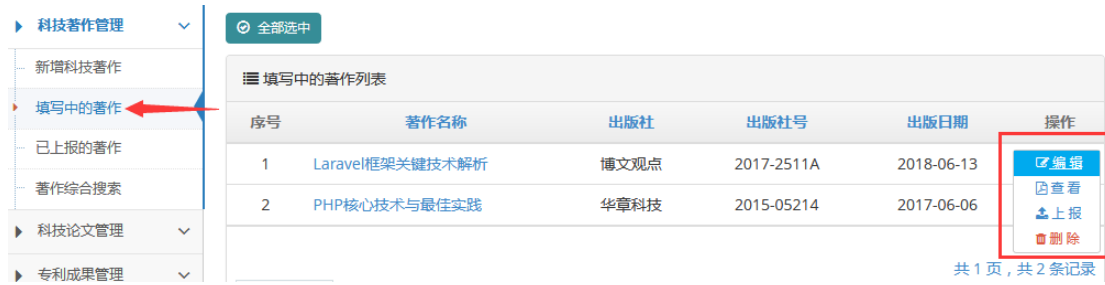 科技著作管理
新增科技著作
填写中的著作
已上报的著作
著作综合搜索
科技论文管理
专利成果管理
全部选中
填写中的著作列表
序号 著作名称 出版社 出版社号 出版日期 操作
1 Laravel框架关键技术解析 博文观点 2017-2511A 2018-06-13
2 PHP核心技术与最佳实践 华章科技 2015-05214 2017-06-06
编辑
查看
上报
删除
共1页,共2条记录